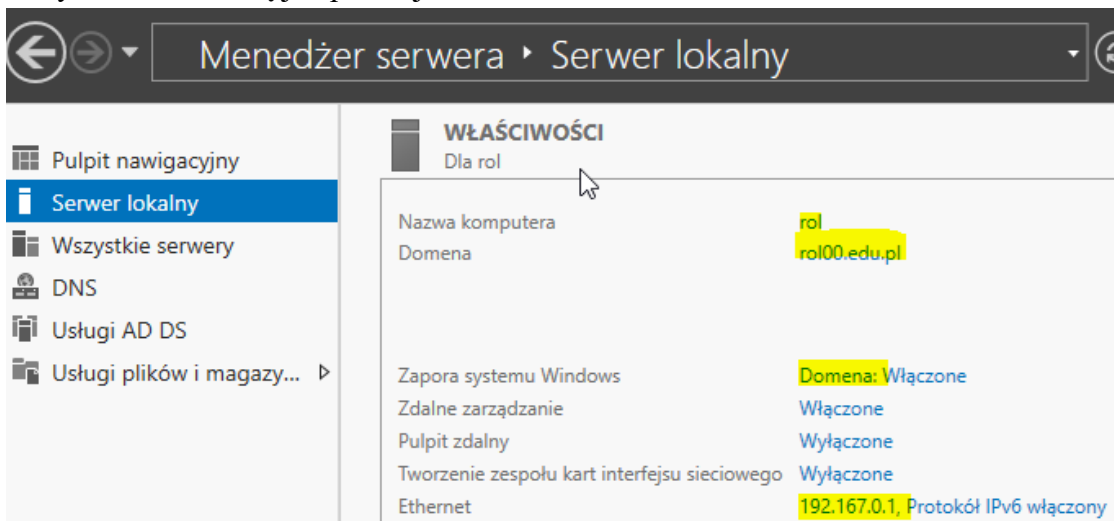 Menedżer serwera ‣ Serwer lokalny
Pulpit nawigacyjny
Serwer lokalny
Wszystkie serwery
DNS
Usługi AD DS
Usługi plików i magazy...
WŁAŚCIWOŚCI
Dla rol
Nazwa komputera rol
Domena rol00.edu.pl
Zapora systemu Windows Domena: Włączone
Zdalne zarządzanie Włączone
Pulpit zdalny Wyłączone
Tworzenie zespołu kart interfejsu sieciowego Wyłączone
Ethernet 192.167.0.1, Protokół IPv6 włączony